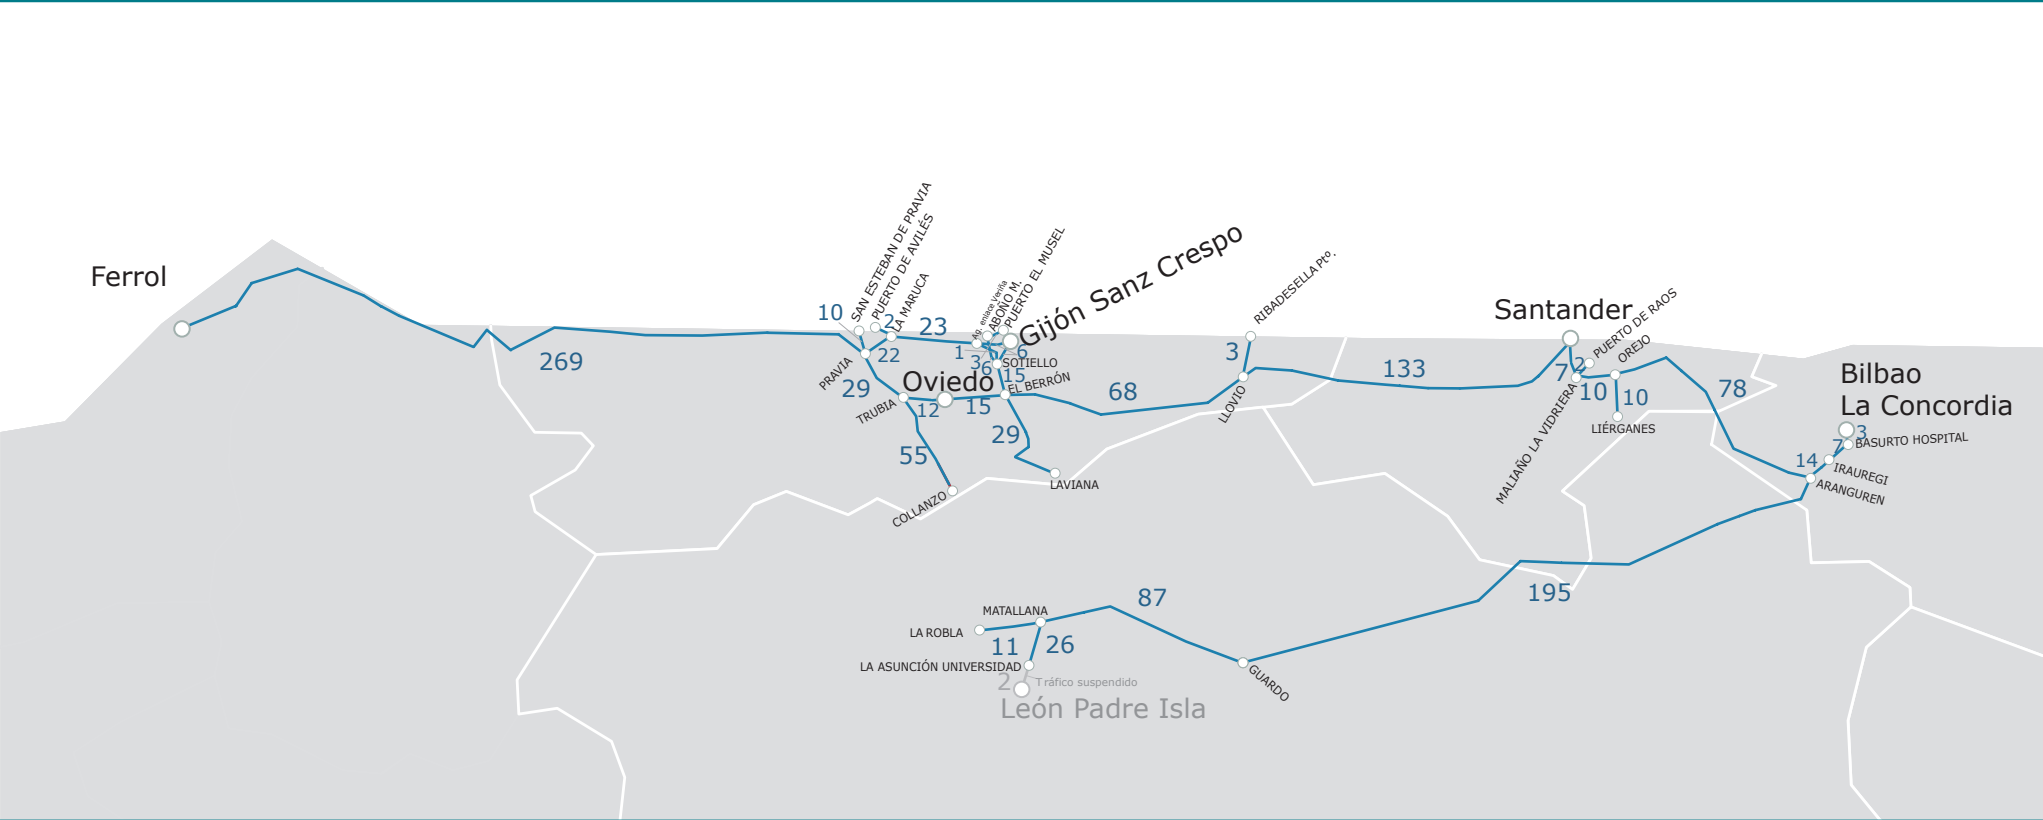 Ferrol
269
10
SAN ESTEBAN DE PRAVIA
PUERTO DE AVILÉS
2
LA MARUCA
23
22
PRAVIA
29
TRUBIA
12
Oviedo
15
55
COLLANZO
Ag. enlace Veriña
ABOÑO M.
PUERTO EL MUSEL
Gijón Sanz Crespo
1
3
6
6
SOTIELLO
15
EL BERRÓN
29
LAVIANA
68
RIBADESELLA Ptº.
3
LLOVIO
133
Santander
7
2
PUERTO DE RAOS
OREJO
10
10
MALIAÑO LA VIDRIERA
LIÉRGANES
78
Bilbao
La Concordia
3
BASURTO HOSPITAL
7
14
IRAUREGI
ARANGUREN
195
87
MATALLANA
LA ROBLA
11
26
LA ASUNCIÓN UNIVERSIDAD
2
Tráfico suspendido
León Padre Isla
GUARDO